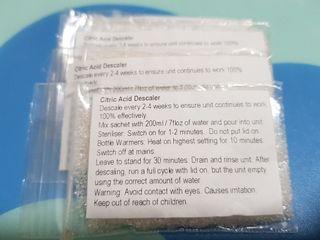 Citric Acid Descaler
2-4 weeks to ensure unit continues to work 100%
Citric Acid Descaler
Descale every 2-4 weeks to ensure unit continues to work 100%
effectively.
Citric Acid Descaler
Descale every 2-4 weeks to ensure unit continues to work
100% effectively.
Mix sachet with 200ml / 7floz of water and pour into unit.
Steriliser: Switch on for 1-2 minutes. Do not put lid on.
Bottle Warmers: Heat on highest setting for 10 minutes.
Switch off at mains.
Leave to stand for 30 minutes. Drain and rinse unit. After
descaling, run a full cycle with lid on, but the unit empty
using the correct amount of water.
Warning: Avoid contact with eyes. Causes irritation.
Keep out of reach of children.